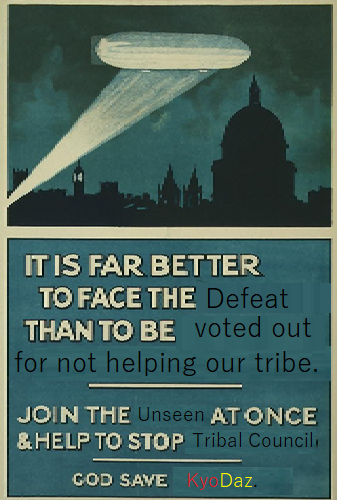 IT IS FAR BETTER
TO FACE THE Defeat
THAN TO BE voted out
for not helping our tribe.
JOIN THE Unseen AT ONCE
& HELP TO STOP Tribal Council
GOD SAVE KyoDaz.